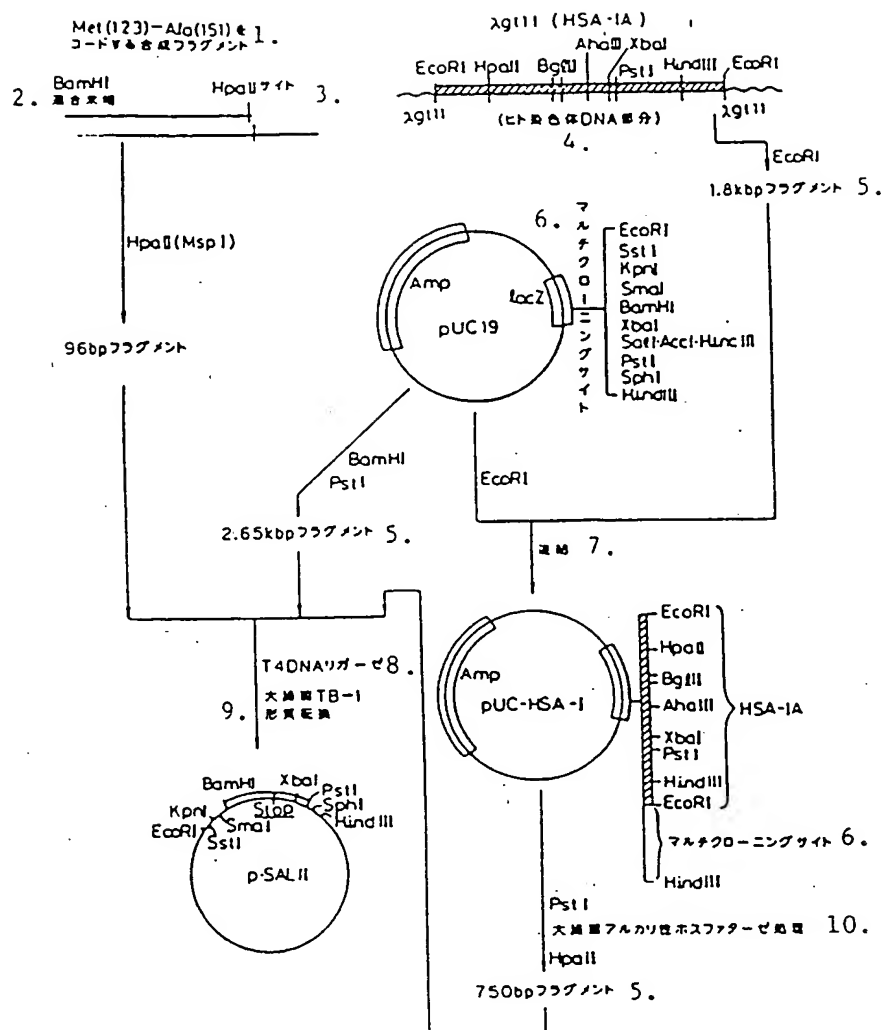 Met(123)-Ala(151)を
コードする合成フラグメント 1.
2. BamHI
混合末端
HpaIIサイト 3.
λgt11 (HSA-IA)
EcoRI HpaII BglII AhaIII XbaI PstI HindIII EcoRI
λgt11
(ヒト染色体DNA部分)
4.
λgt11
EcoRI
1.8kbpフラグメント 5.
HpaII(MspI)
96bpフラグメント
Amp
lacZ
pUC19
6. マルチクローニングサイト
EcoRI
SstI
KpnI
SmaI
BamHI
XbaI
SalI・AccI・HincII
PstI
SphI
HindIII
BamHI
PstI
EcoRI
2.65kbpフラグメント 5.
連結 7.
T4DNAリガーゼ 8.
9. 大腸菌TB-1
形質転換
Amp
pUC-HSA-I
EcoRI
HpaII
BglII
AhaIII
XbaI
PstI
HindIII
EcoRI
HSA-IA
マルチクローニングサイト 6.
HindIII
BamHI
XbaI
PstI
SphI
HindIII
KpnI
EcoRI
SstI
SmaI
Stop
p-SALII
PstI
大腸菌アルカリ性ホスファターゼ処理 10.
HpaII
750bpフラグメント 5.